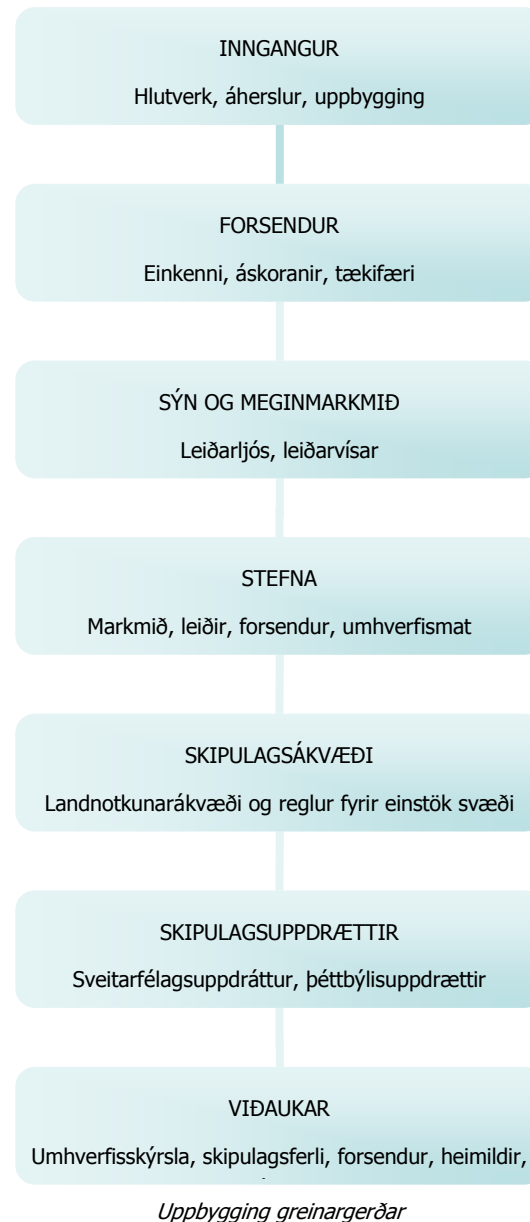 INNGANGUR
Hlutverk, áherslur, uppbygging
FORSENDUR
Einkenni, áskoranir, tækifæri
SÝN OG MEGINMARKMIÐ
Leiðarljós, leiðarvísar
STEFNA
Markmið, leiðir, forsendur, umhverfismat
SKIPULAGSÁKVÆÐI
Landnotkunarákvæði og reglur fyrir einstök svæði
SKIPULAGSUPPDRÆTTIR
Sveitarfélagsuppdráttur, þéttbýlisuppdrættir
VIÐAUKAR
Umhverfisskýrsla, skipulagsferli, forsendur, heimildir,
Uppbygging greinargerðar